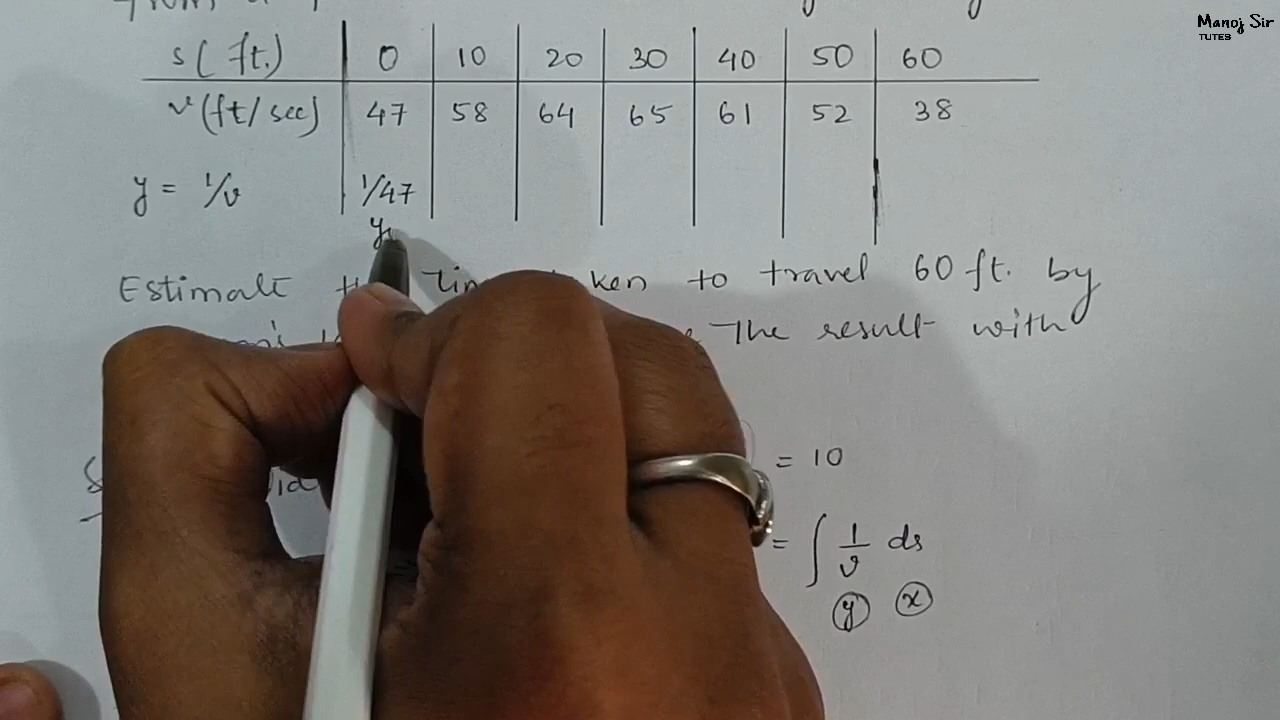 Manoj Sir
TUTES
from a
s( ft.) 0 10 20 30 40 50 60
v(ft/sec) 47 58 64 65 61 52 38
y = 1/v 1/47
y
Estimate to travel 60 ft. by
The result with
= 10
= ∫ 1/v ds
y x